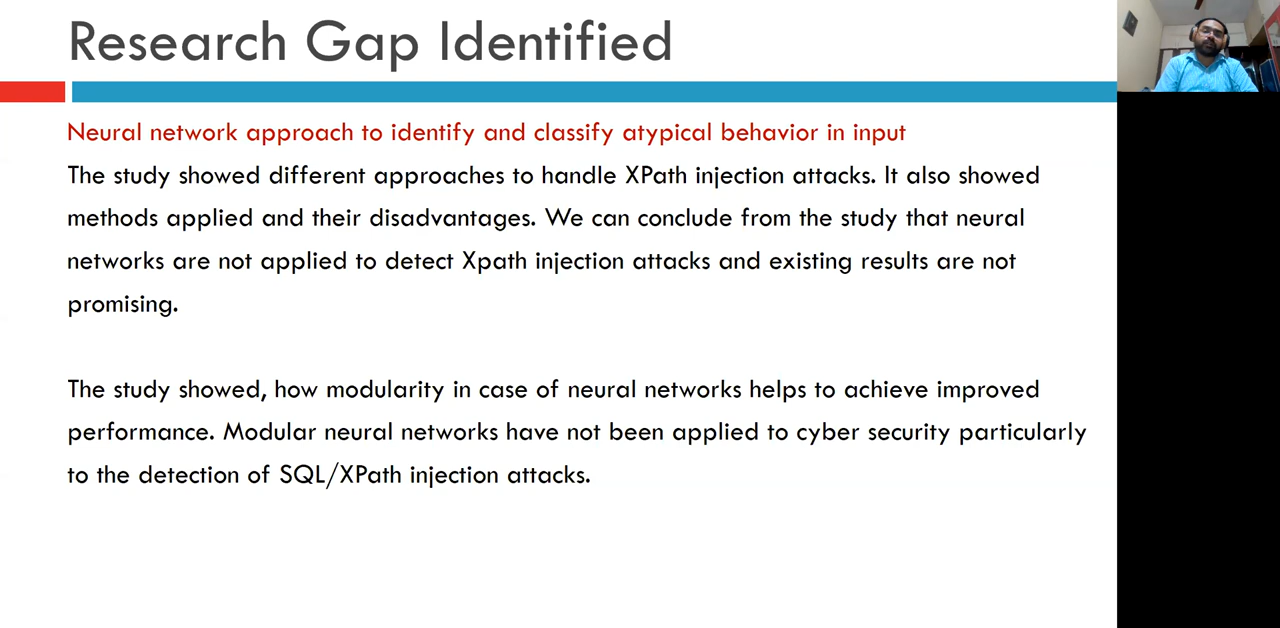 Research Gap Identified
Neural network approach to identify and classify atypical behavior in input
The study showed different approaches to handle XPath injection attacks. It also showed
methods applied and their disadvantages. We can conclude from the study that neural
networks are not applied to detect Xpath injection attacks and existing results are not
promising.
The study showed, how modularity in case of neural networks helps to achieve improved
performance. Modular neural networks have not been applied to cyber security particularly
to the detection of SQL/XPath injection attacks.